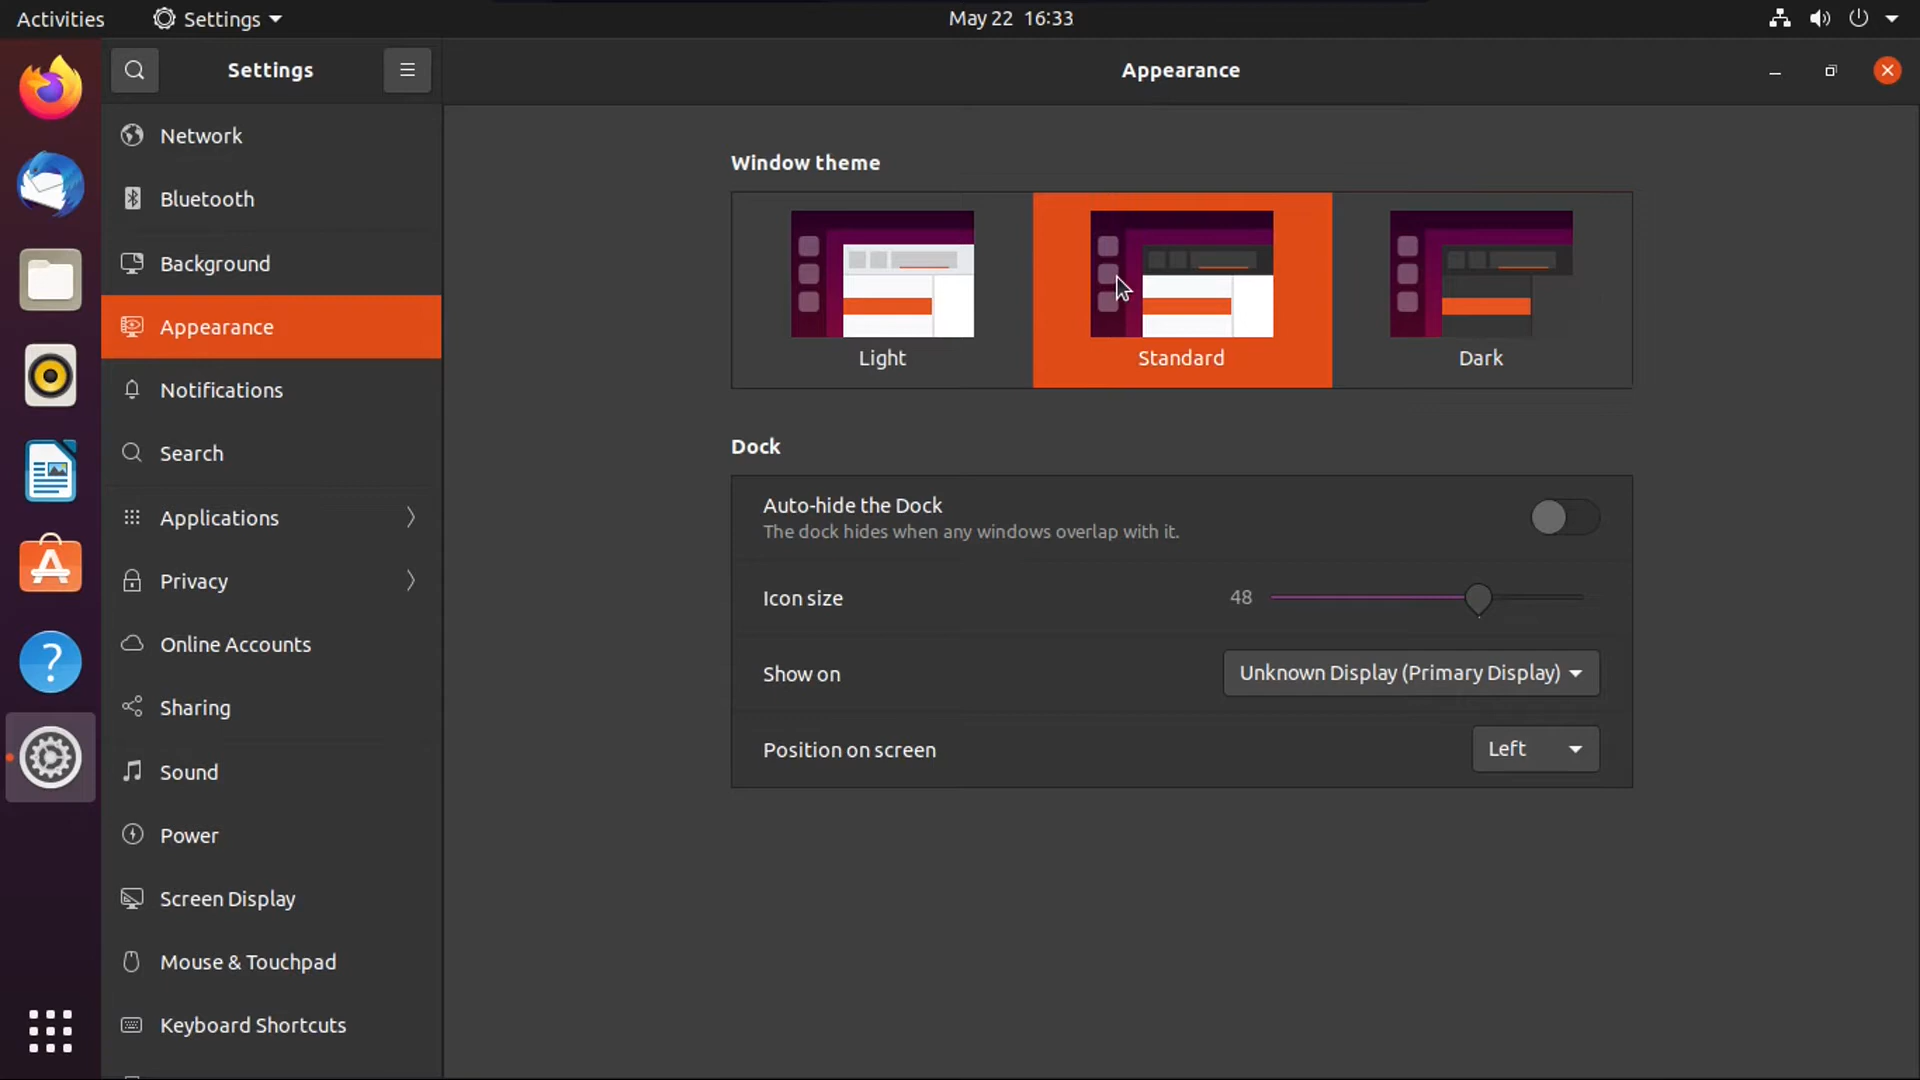 Activities
Settings
May 22 16:33
Settings
Appearance
Network
Bluetooth
Background
Appearance
Notifications
Search
Applications
Privacy
Online Accounts
Sharing
Sound
Power
Screen Display
Mouse & Touchpad
Keyboard Shortcuts
Window theme
Light
Standard
Dark
Dock
Auto-hide the Dock
The dock hides when any windows overlap with it.
Icon size
48
Show on
Unknown Display (Primary Display)
Position on screen
Left